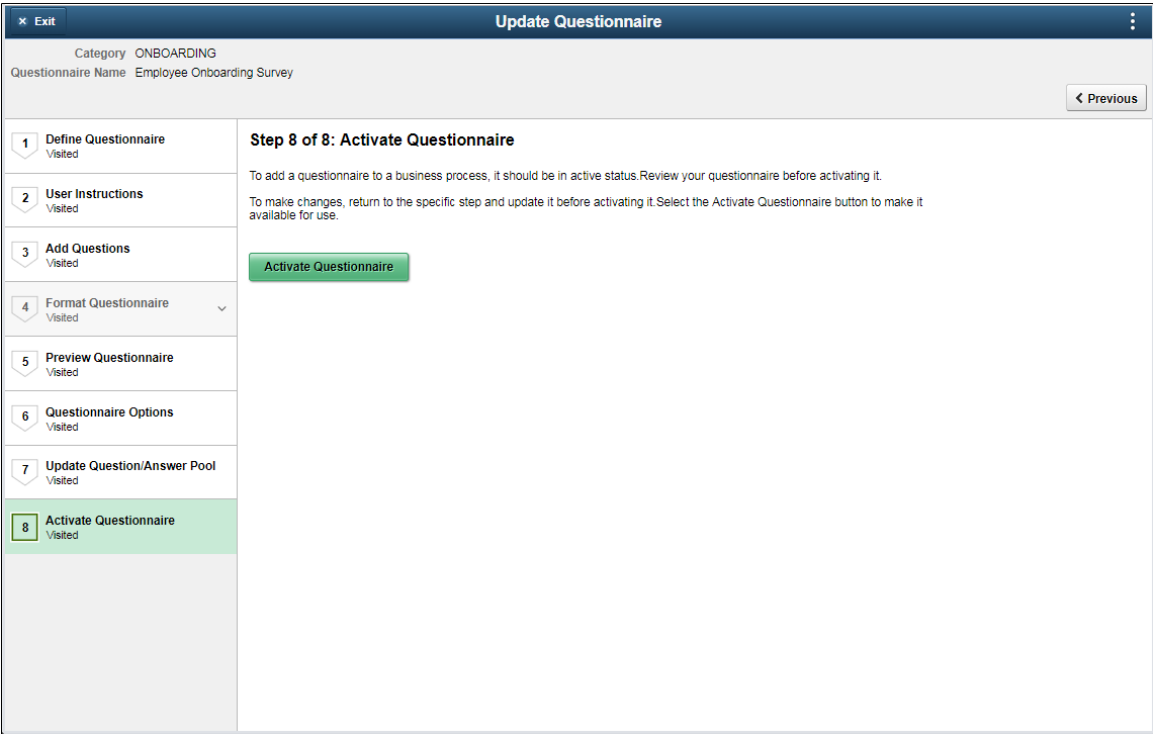 × Exit
Update Questionnaire
Category ONBOARDING
Questionnaire Name Employee Onboarding Survey
Previous
1 Define Questionnaire
Visited
2 User Instructions
Visited
3 Add Questions
Visited
4 Format Questionnaire
Visited
5 Preview Questionnaire
Visited
6 Questionnaire Options
Visited
7 Update Question/Answer Pool
Visited
8 Activate Questionnaire
Visited
Step 8 of 8: Activate Questionnaire
To add a questionnaire to a business process, it should be in active status.Review your questionnaire before activating it.
To make changes, return to the specific step and update it before activating it.Select the Activate Questionnaire button to make it
available for use.
Activate Questionnaire